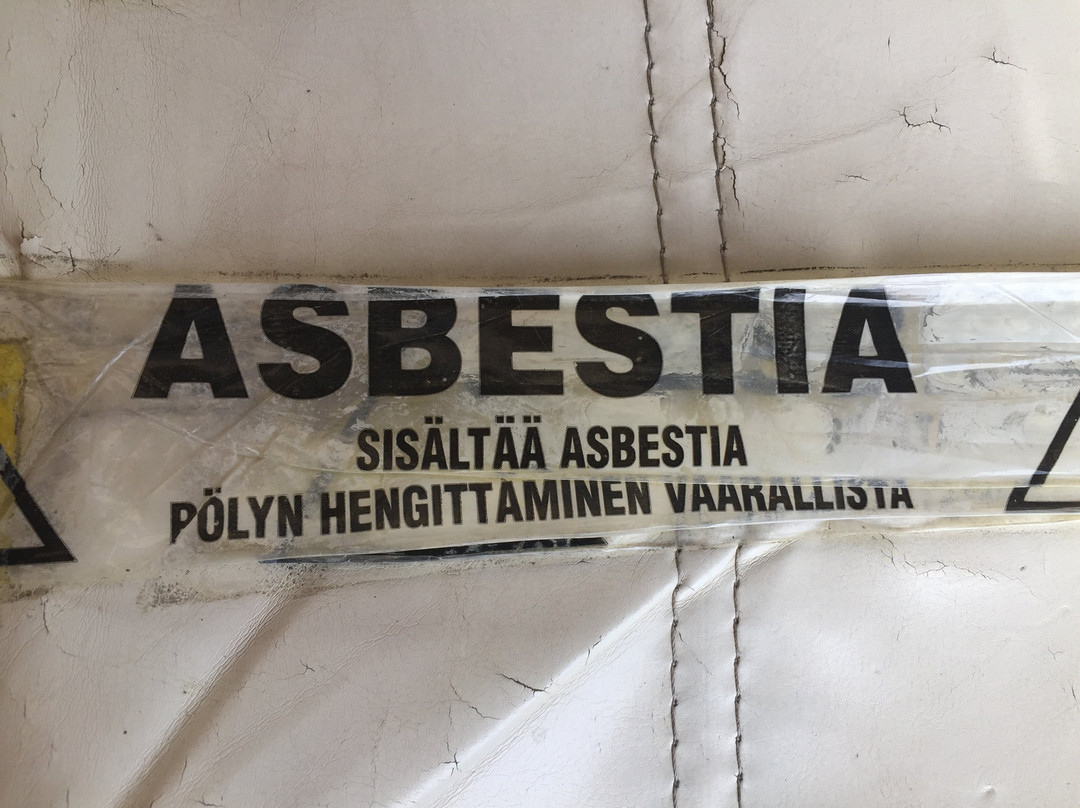 ASBESTIA
SISÄLTÄÄ ASBESTIA
PÖLYN HENGITTÄMINEN VAARALLISTA